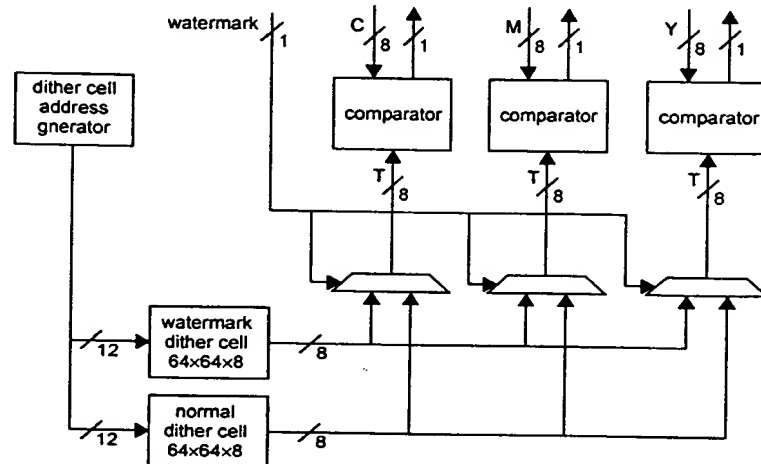 watermark 1 C 8 1 M 8 1 Y 8 1
dither cell
address
gnerator
comparator comparator comparator
T 8 T 8 T 8
watermark
dither cell
64×64×8
12 8
normal
dither cell
64×64×8
12 8